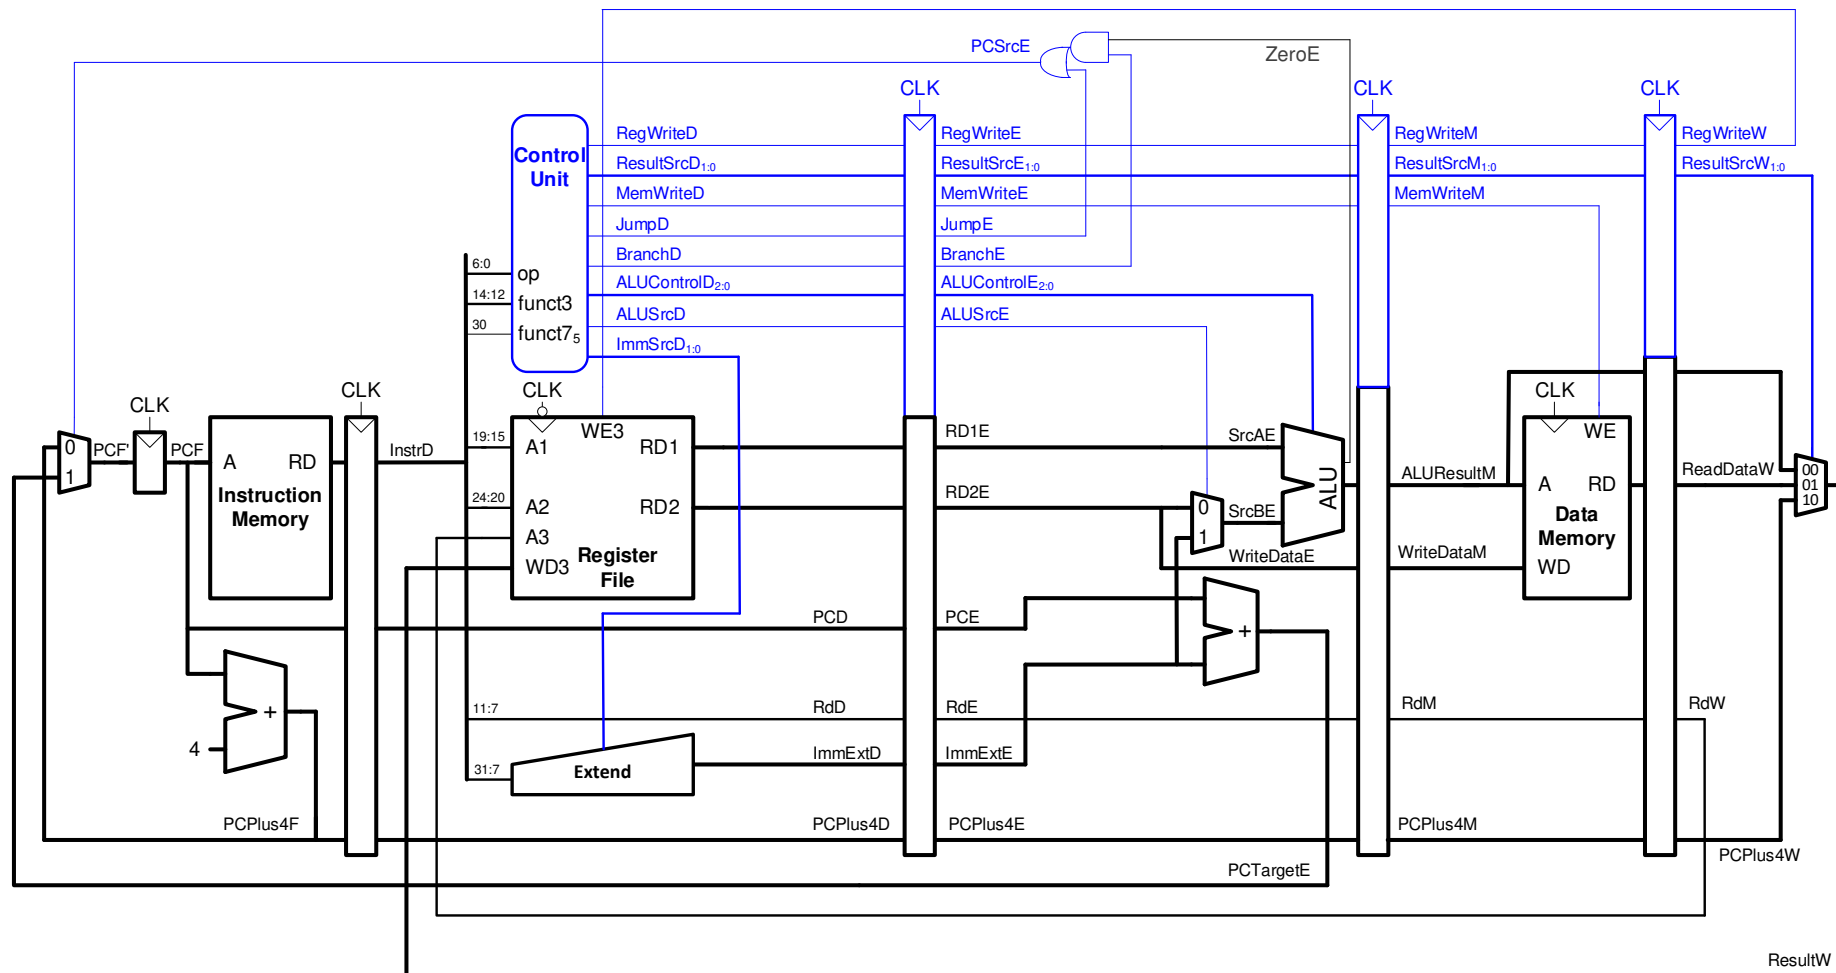 PCSrcE
ZeroE
CLK
CLK
CLK
Control
Unit
RegWriteD
RegWriteE
RegWriteM
RegWriteW
ResultSrcD1:0
ResultSrcE1:0
ResultSrcM1:0
ResultSrcW1:0
MemWriteD
MemWriteE
MemWriteM
JumpD
JumpE
BranchD
BranchE
6:0
op
ALUControlD2:0
ALUControlE2:0
14:12
funct3
ALUSrcD
ALUSrcE
30
funct75
ImmSrcD1:0
CLK
CLK
CLK
CLK
0
1
PCF'
PCF
A
RD
Instruction
Memory
InstrD
19:15
A1
WE3
RD1
RD1E
SrcAE
24:20
A2
RD2
RD2E
0
1
SrcBE
ALU
A3
WD3
Register
File
WriteDataE
ALUResultM
WriteDataM
WE
A
RD
Data
Memory
WD
ReadDataW
00
01
10
PCD
PCE
+
+
4
11:7
RdD
RdE
RdM
RdW
31:7
Extend
ImmExtD
ImmExtE
PCPlus4F
PCPlus4D
PCPlus4E
PCPlus4M
PCPlus4W
PCTargetE
ResultW